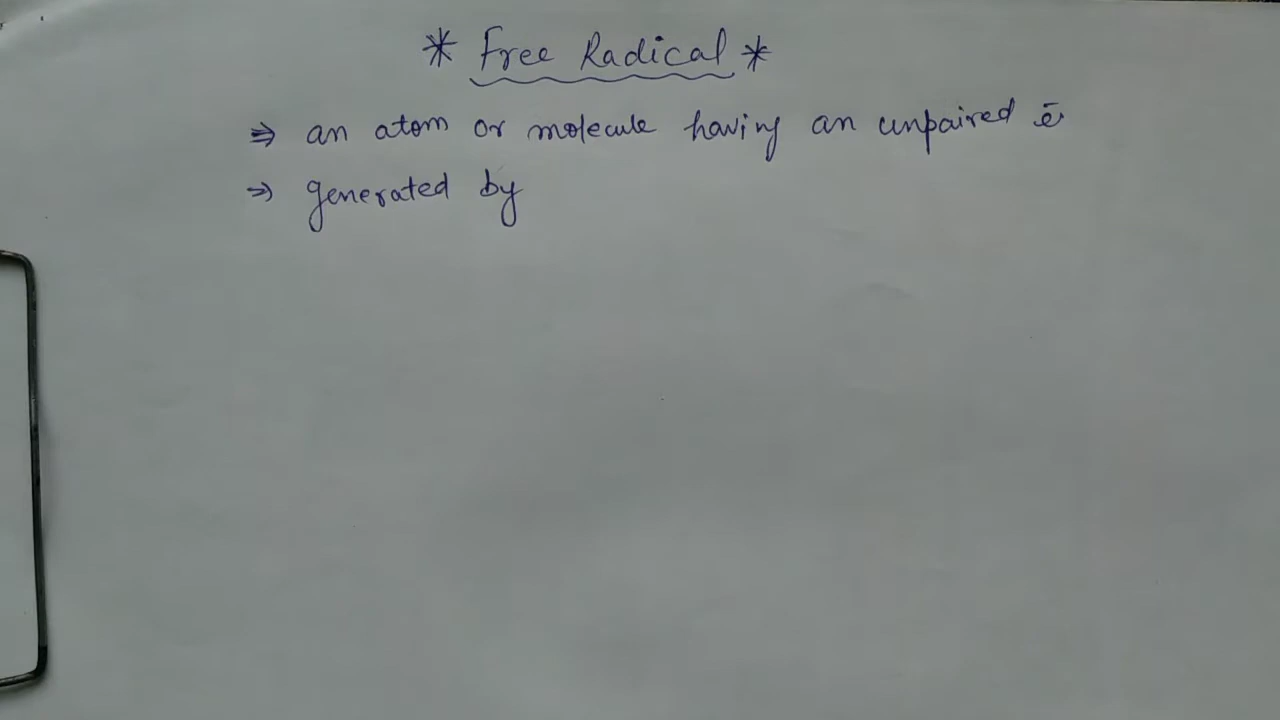 * Free Radical *
⇒ an atom or molecule having an unpaired ē
⇒ generated by